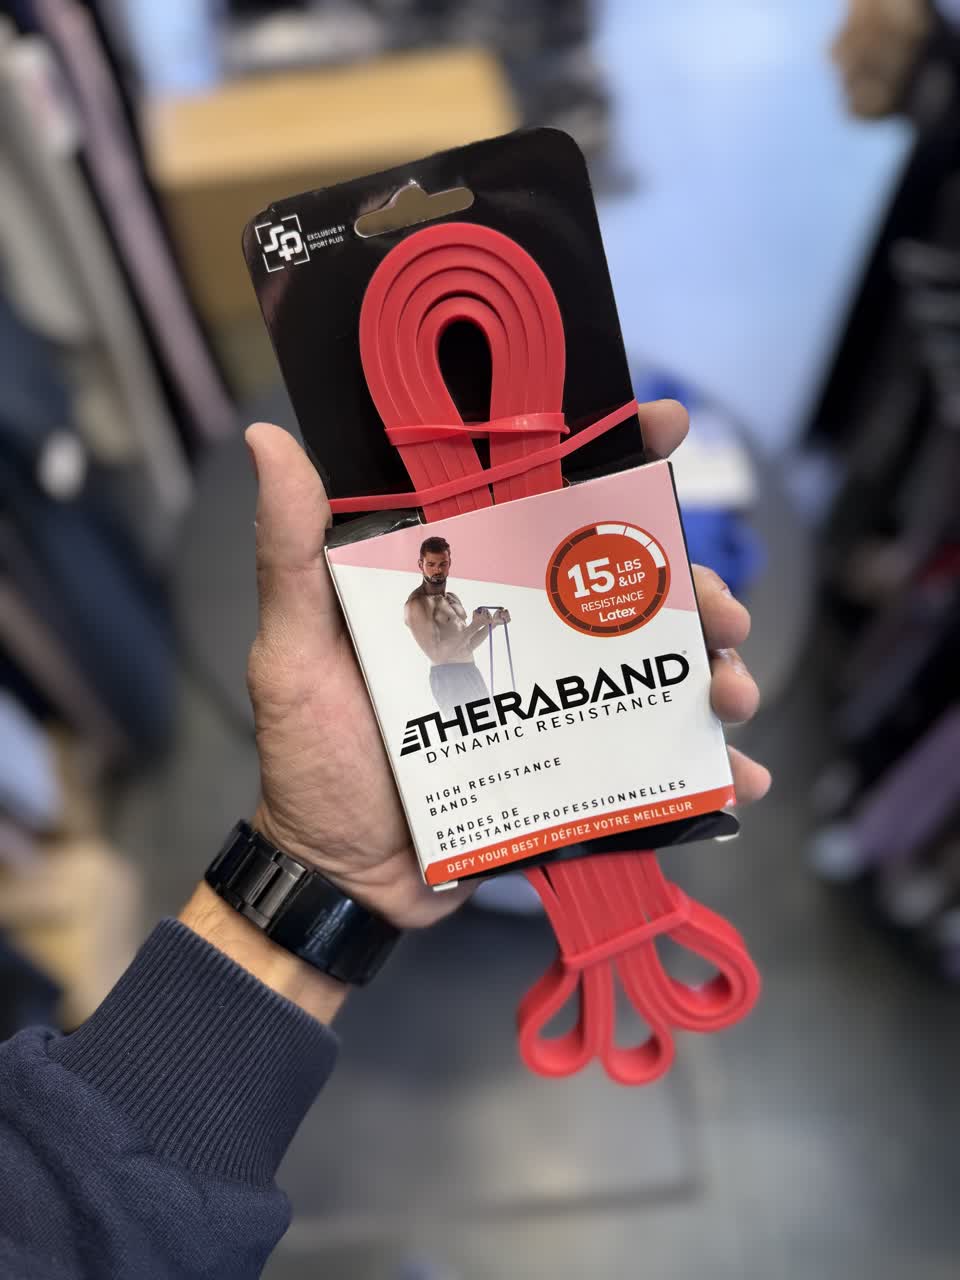 SP
EXCLUSIVE BY
SPORT PLUS
15 LBS
&UP
RESISTANCE
Latex
THERABAND
DYNAMIC RESISTANCE
HIGH RESISTANCE
BANDS
BANDES DE
RÉSISTANCEPROFESSIONNELLES
DEFY YOUR BEST / DÉFIEZ VOTRE MEILLEUR